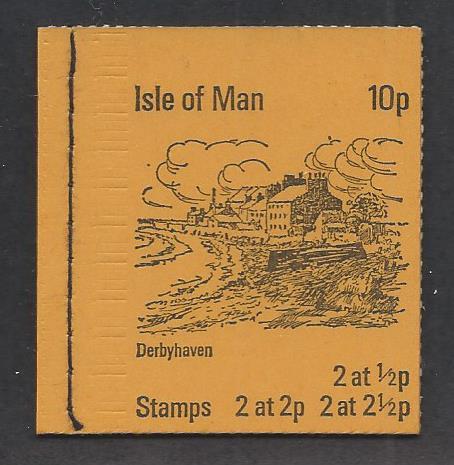 Isle of Man 10p
Derbyhaven
2 at ½p
Stamps 2 at 2p 2 at 2½p